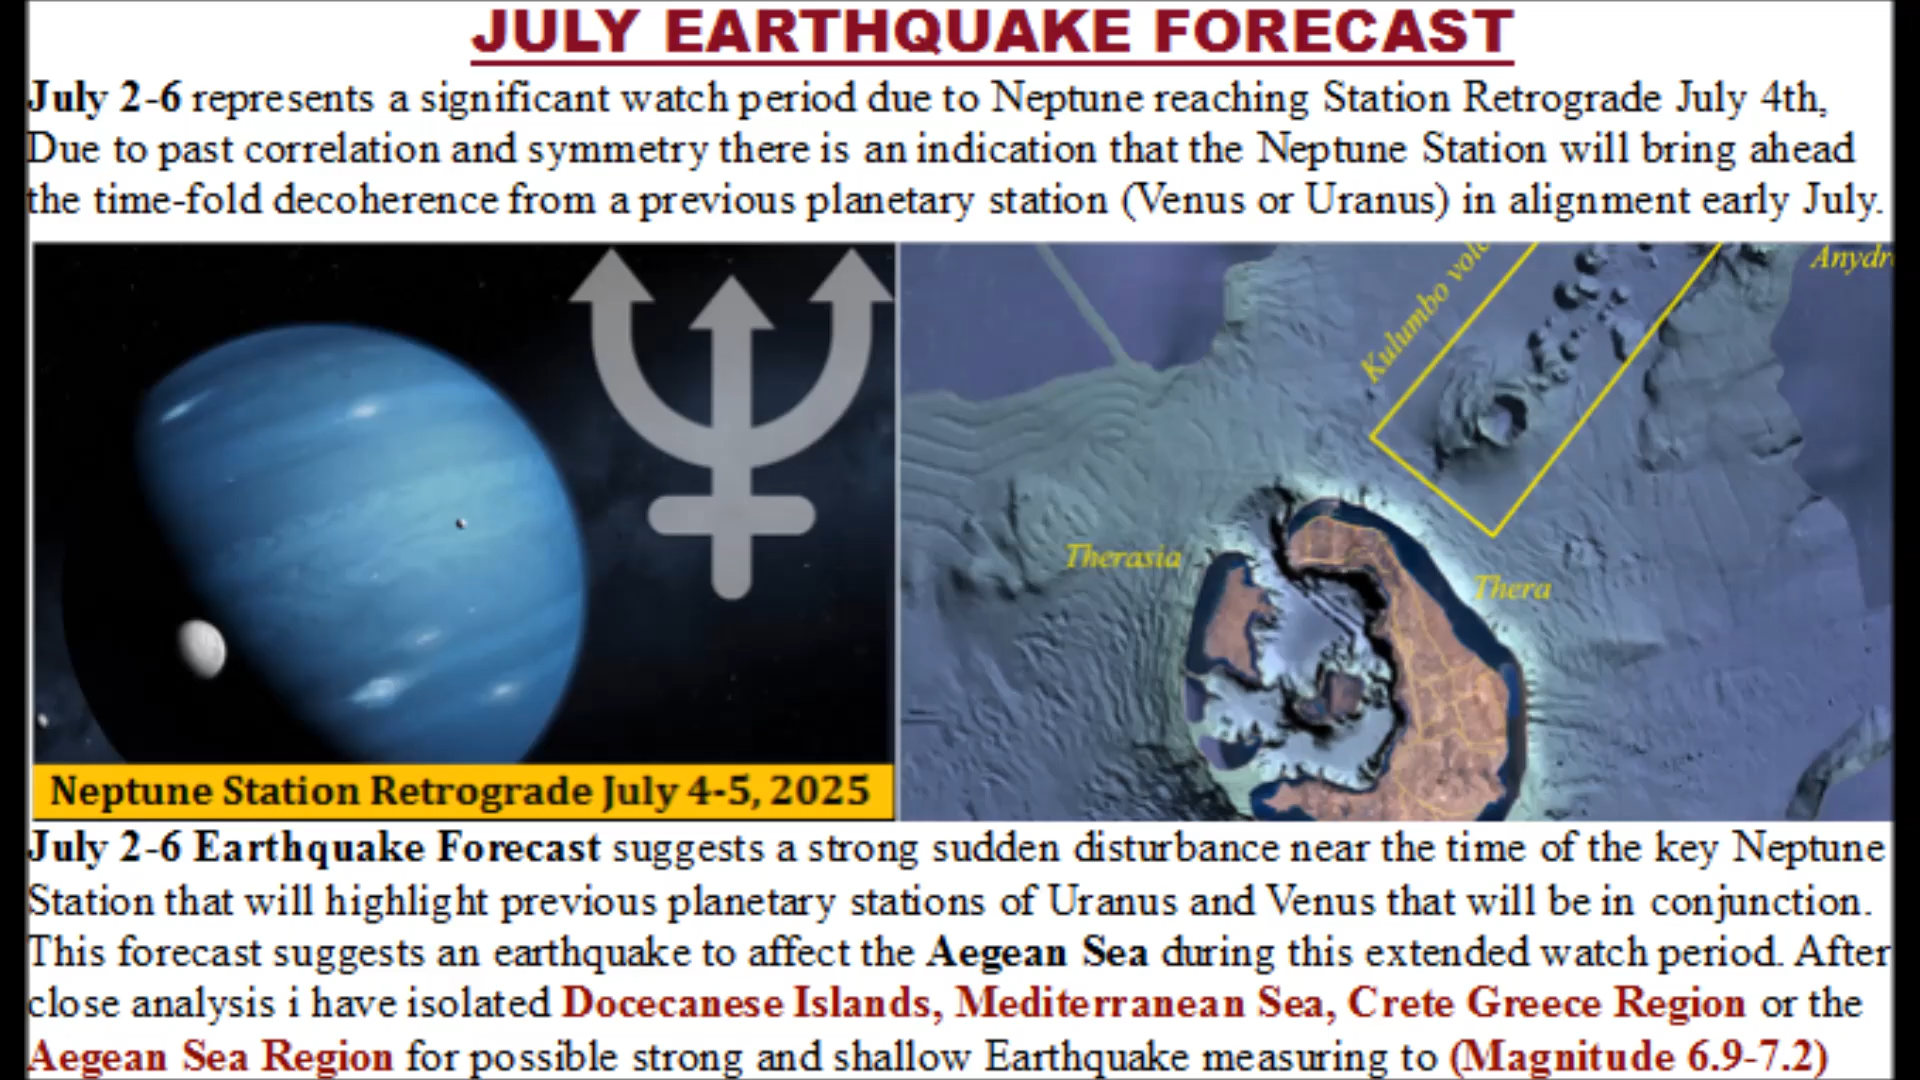 JULY EARTHQUAKE FORECAST
July 2-6 represents a significant watch period due to Neptune reaching Station Retrograde July 4th,
Due to past correlation and symmetry there is an indication that the Neptune Station will bring ahead
the time-fold decoherence from a previous planetary station (Venus or Uranus) in alignment early July.
Kulumbo volc
Anydr
Therasia
Thera
Neptune Station Retrograde July 4-5, 2025
July 2-6 Earthquake Forecast suggests a strong sudden disturbance near the time of the key Neptune
Station that will highlight previous planetary stations of Uranus and Venus that will be in conjunction.
This forecast suggests an earthquake to affect the Aegean Sea during this extended watch period. After
close analysis i have isolated Docecanese Islands, Mediterranean Sea, Crete Greece Region or the
Aegean Sea Region for possible strong and shallow Earthquake measuring to (Magnitude 6.9-7.2)